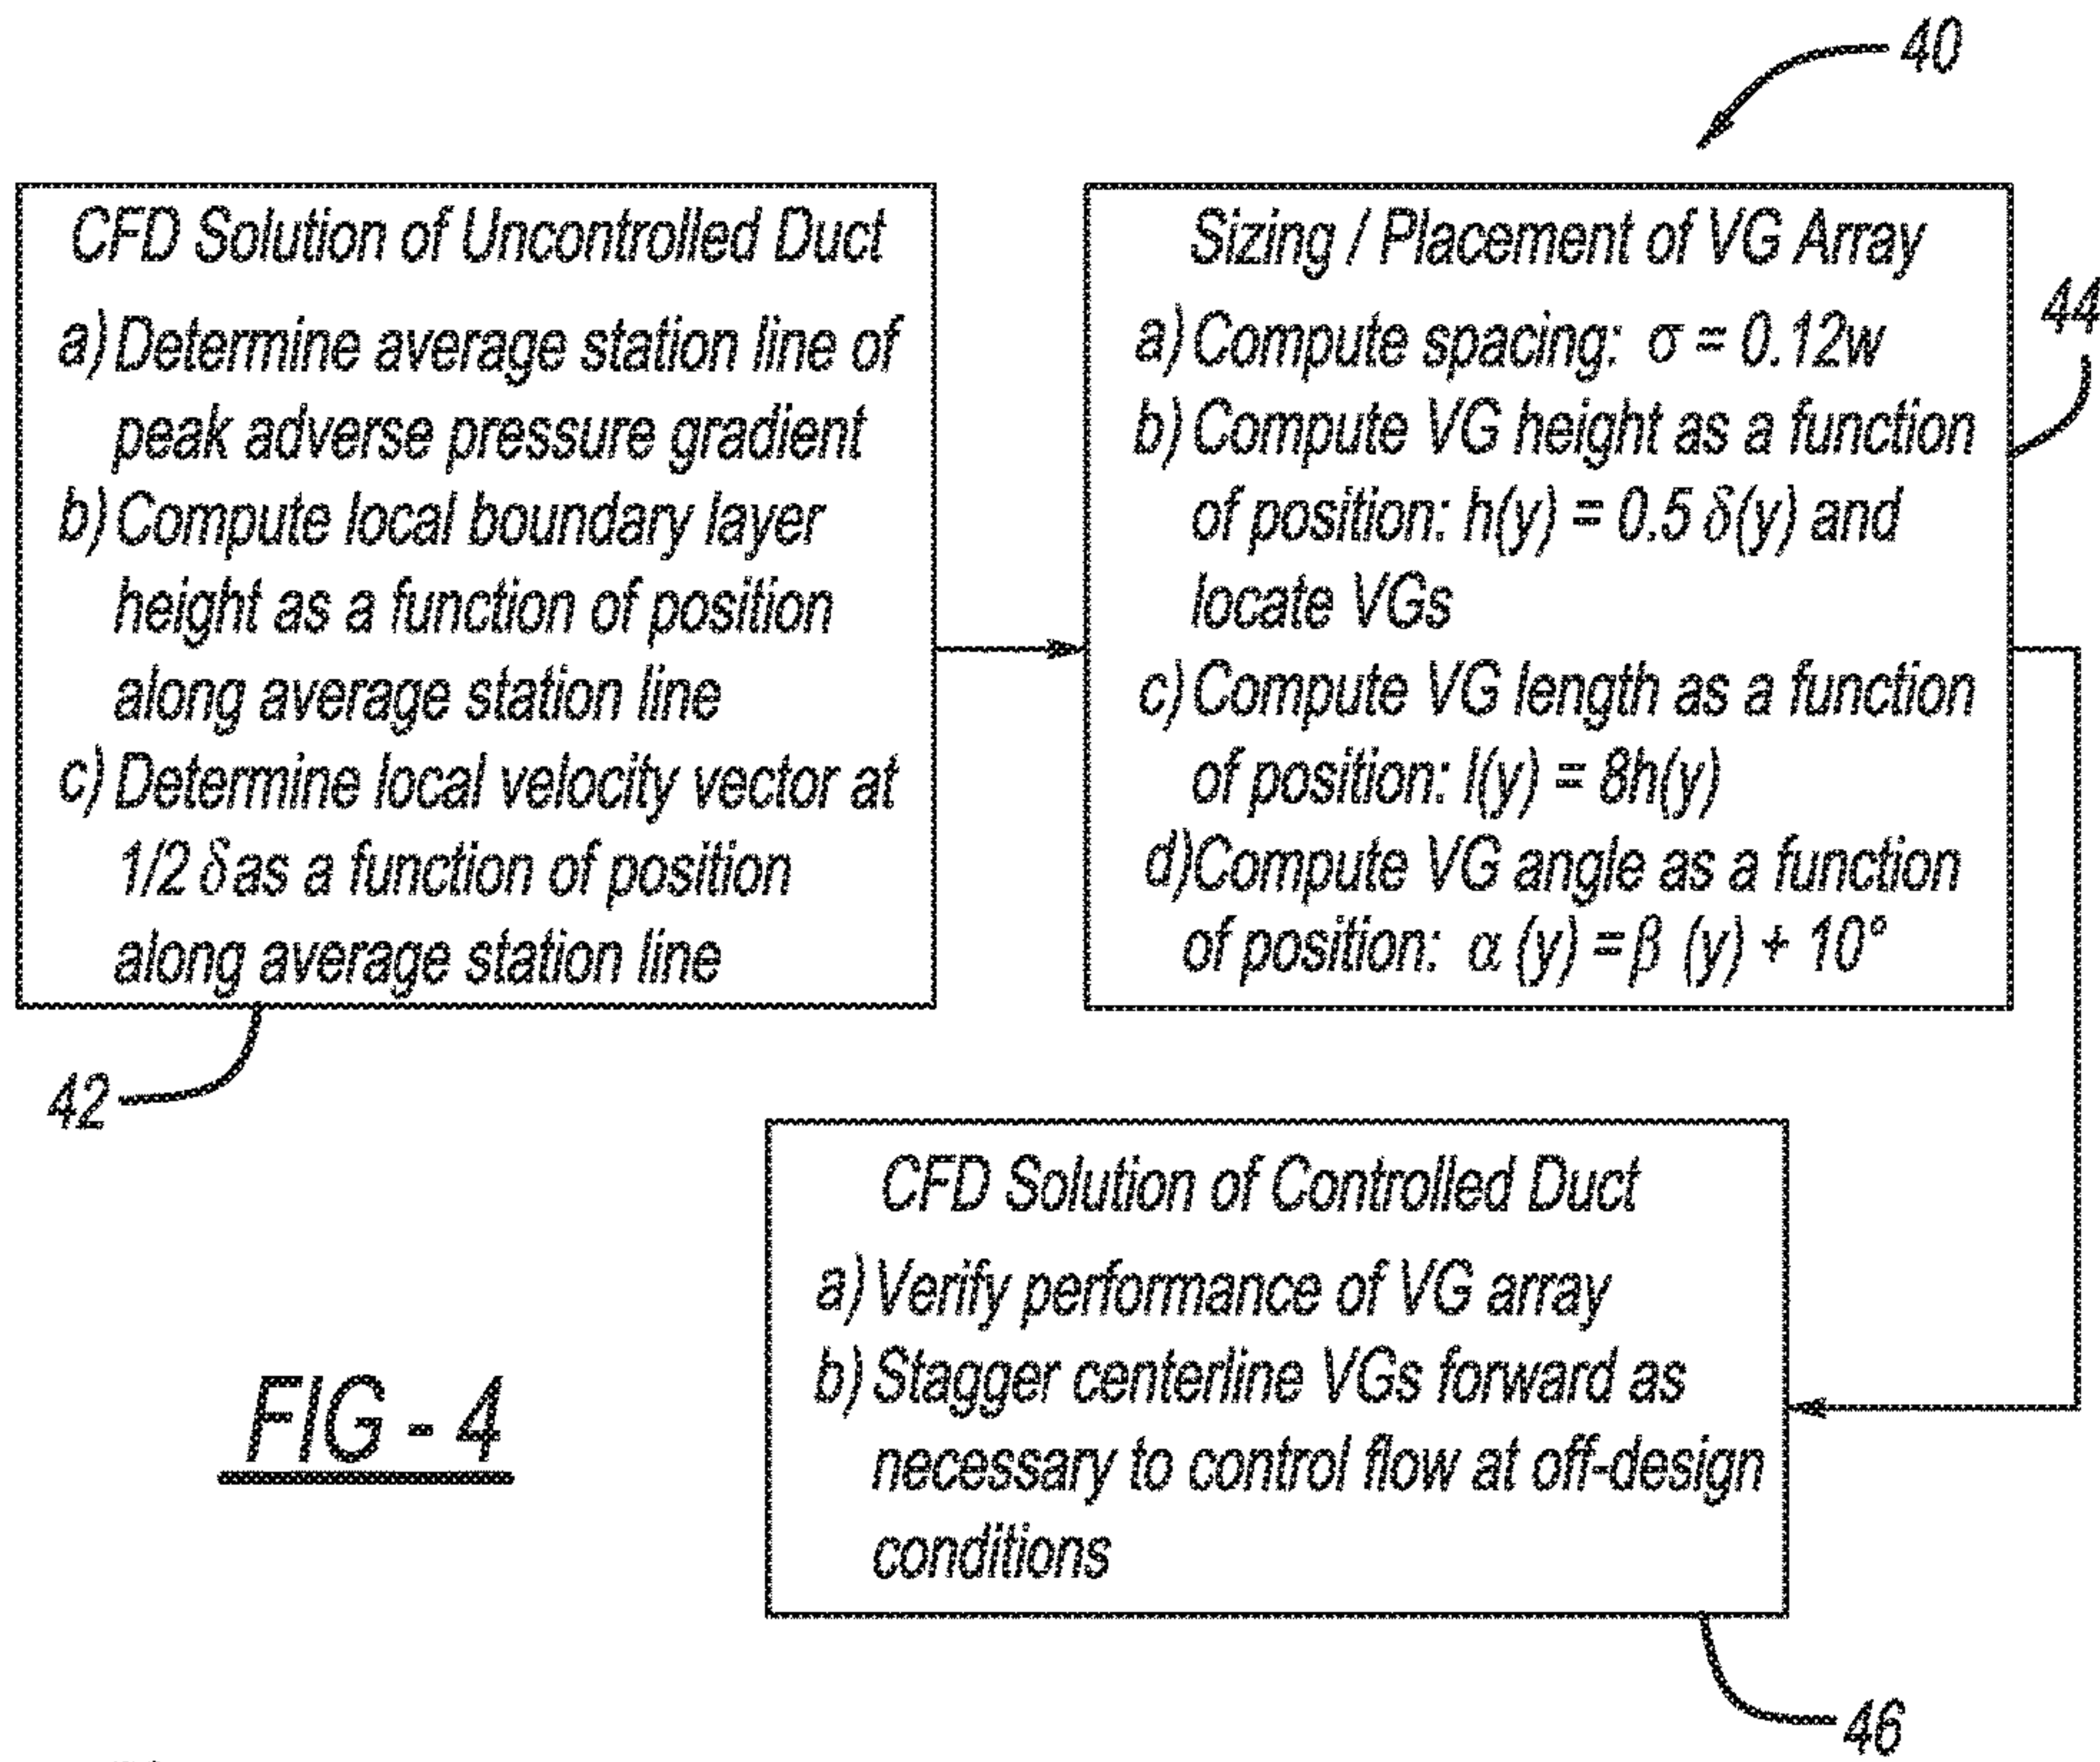 40
CFD Solution of Uncontrolled Duct
a) Determine average station line of
peak adverse pressure gradient
b) Compute local boundary layer
height as a function of position
along average station line
c) Determine local velocity vector at
1/2 δ as a function of position
along average station line
42
Sizing / Placement of VG Array
a) Compute spacing: σ = 0.12w
b) Compute VG height as a function
of position: h(y) = 0.5 δ(y) and
locate VGs
c) Compute VG length as a function
of position: l(y) = 8h(y)
d) Compute VG angle as a function
of position: α (y) = β (y) + 10°
44
CFD Solution of Controlled Duct
a) Verify performance of VG array
b) Stagger centerline VGs forward as
necessary to control flow at off-design
conditions
46
FIG - 4